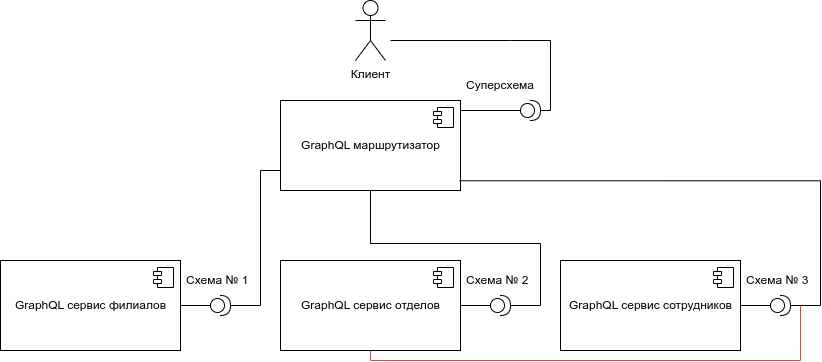 Клиент
Суперсхема
GraphQL маршрутизатор
Схема № 1
Схема № 2
Схема № 3
GraphQL сервис филиалов
GraphQL сервис отделов
GraphQL сервис сотрудников